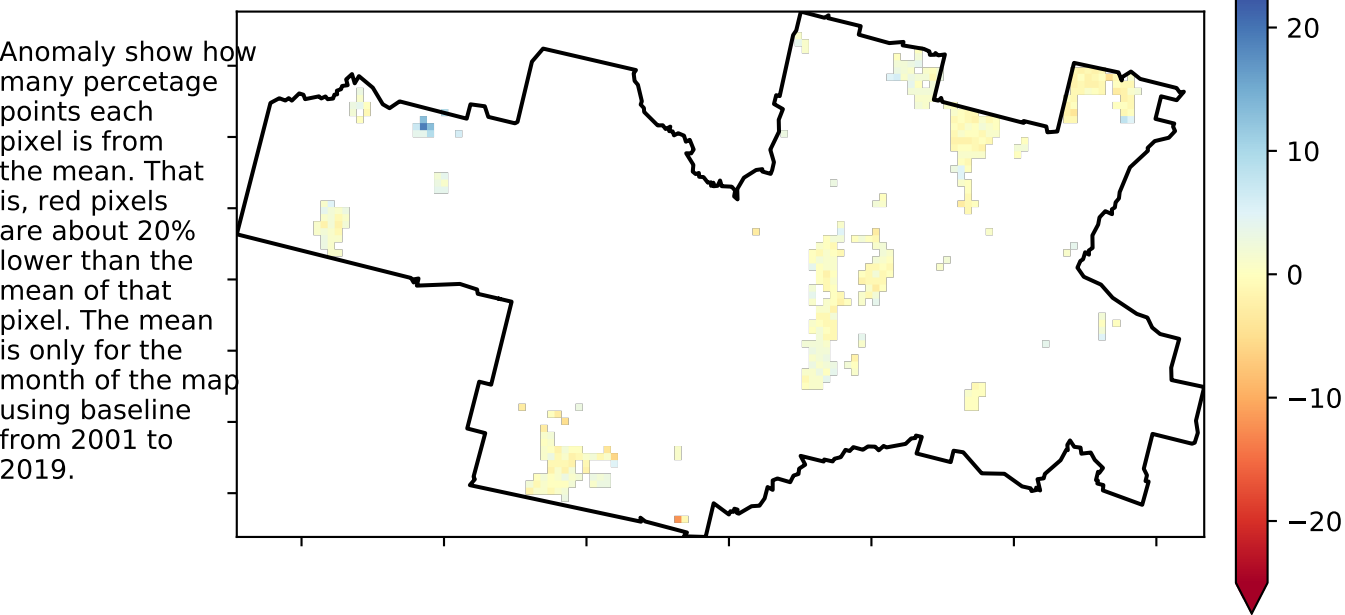 Anomaly show how
many percetage
points each
pixel is from
the mean. That
is, red pixels
are about 20%
lower than the
mean of that
pixel. The mean
is only for the
month of the map
using baseline
from 2001 to
2019.
20
10
0
−10
−20